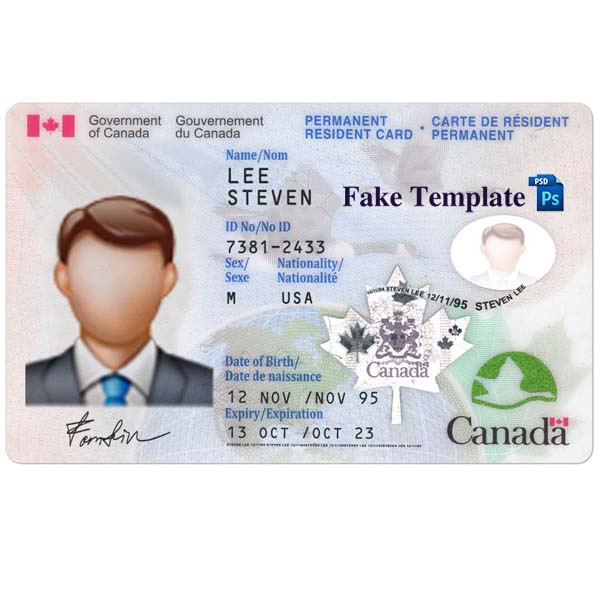 Government of Canada
Gouvernement du Canada
PERMANENT RESIDENT CARD · CARTE DE RÉSIDENT PERMANENT
Name/Nom
LEE
STEVEN
Fake Template
PSD
Ps
ID No/No ID
7381-2433
Sex/Sexe
Nationality/Nationalité
M USA
STEVEN LEE 12/11/95 STEVEN LEE
Canada
Date of Birth/
Date de naissance
12 NOV /NOV 95
Expiry/Expiration
13 OCT /OCT 23
Canada